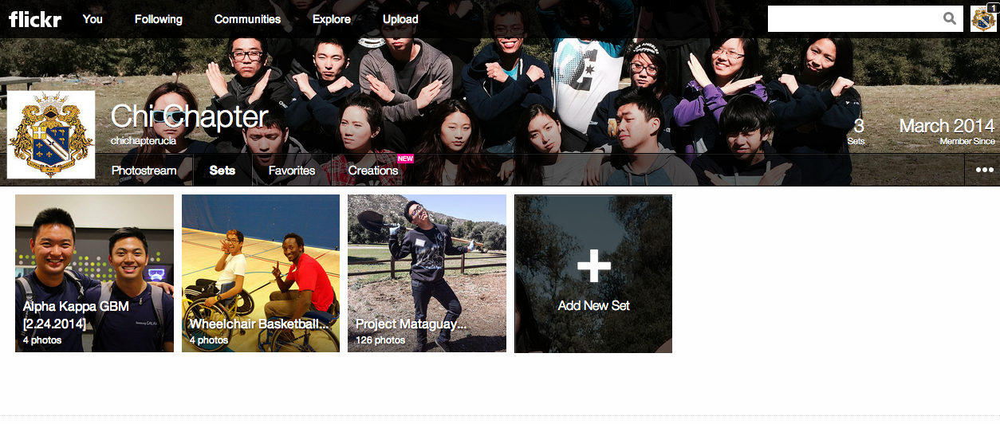 flickr You Following Communities Explore Upload
1
Chi Chapter
chichapterucla
3
Sets
March 2014
Member Since
Photostream Sets Favorites Creations NEW
Alpha Kappa GBM
[2.24.2014]
4 photos
Wheelchair Basketball...
4 photos
Project Mataguay...
126 photos
Add New Set